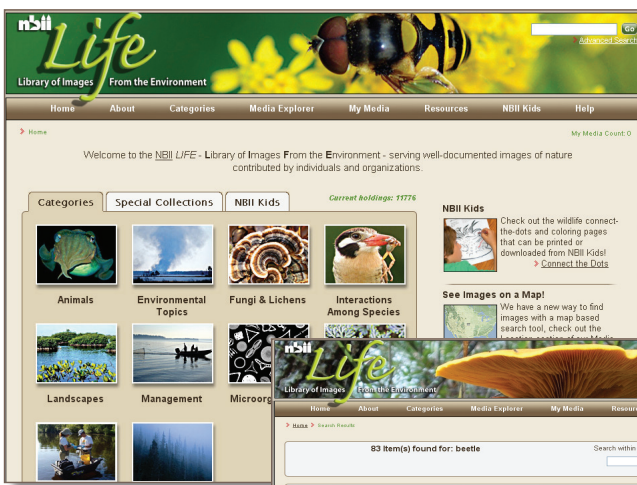 nbii
Life
Library of Images From the Environment
Go
Advanced Search
Home About Categories Media Explorer My Media Resources NBII Kids Help
Home
My Media Count: 0
Welcome to the NBII LIFE - Library of Images From the Environment - serving well-documented images of nature
contributed by individuals and organizations.
Categories Special Collections NBII Kids
Current holdings: 11776
Animals
Environmental
Topics
Fungi & Lichens
Interactions
Among Species
Landscapes
Management
Microorg
NBII Kids
Check out the wildlife connect-
the-dots and coloring pages
that can be printed or
downloaded from NBII Kids!
Connect the Dots
See Images on a Map!
We have a new way to find
images with a map based
search tool, check out the
nbii
Life
Library of Images From the Environment
Home About Categories Media Explorer My Media Resour
Home Search Results
83 Item(s) found for: beetle
Search within